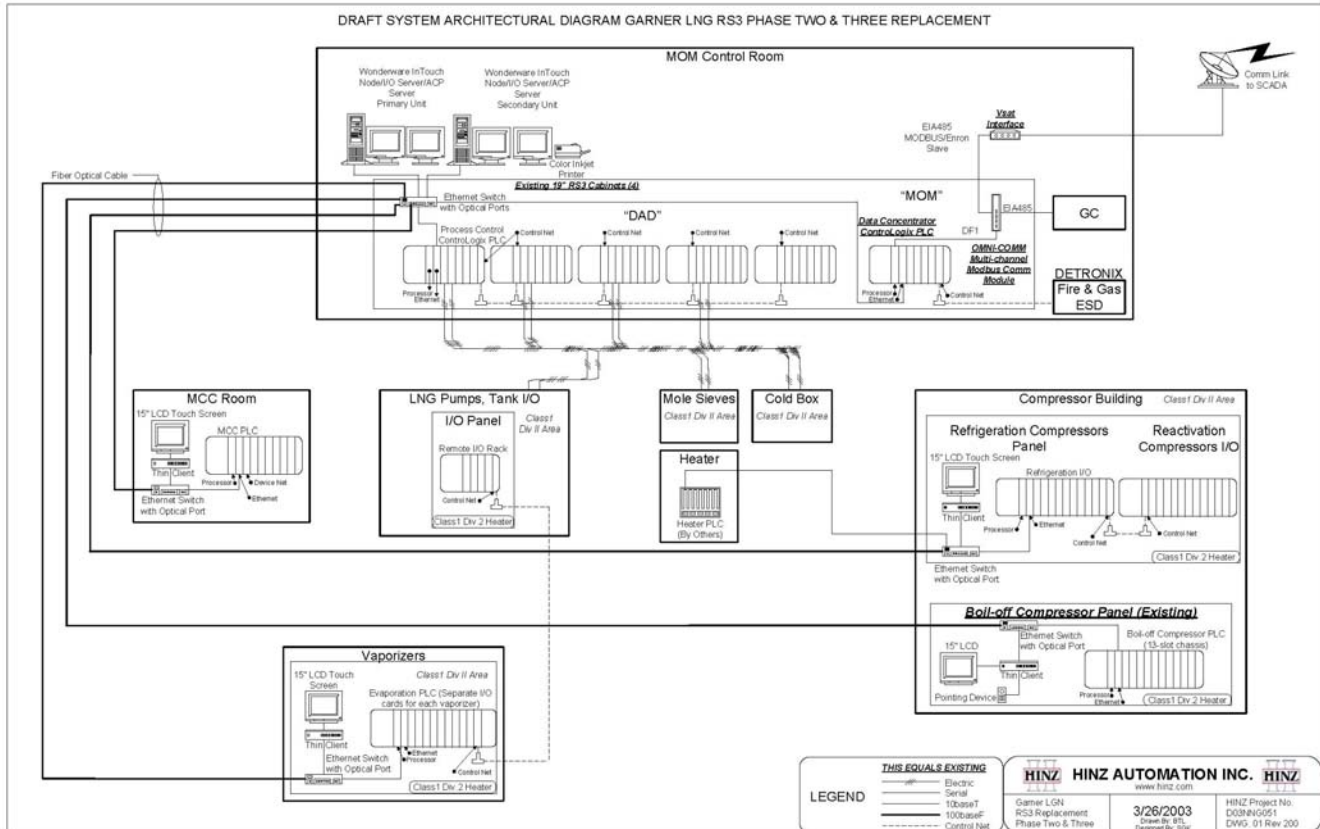 DRAFT SYSTEM ARCHITECTURAL DIAGRAM GARNER LNG RS3 PHASE TWO & THREE REPLACEMENT
MOM Control Room
Wonderware InTouch
Node/I/O Server/ACP
Server
Primary Unit
Wonderware InTouch
Node/I/O Server/ACP
Server
Secondary Unit
Color Inkjet
Printer
Comm Link
to SCADA
Vsat
Interface
EIA485
MODBUS/Enron
Slave
Fiber Optical Cable
Existing 19" RS3 Cabinets (4)
Ethernet Switch
with Optical Ports
"DAD"
"MOM"
EIA485
GC
Process Control
ControLogix PLC
Control Net
Control Net
Control Net
Control Net
Data Concentrator
ControLogix PLC
DF1
OMNI-COMM
Multi-channel
Modbus Comm
Module
Processor
Ethernet
Processor
Ethernet
Control Net
DETRONIX
Fire & Gas
ESD
MCC Room
15" LCD Touch Screen
MCC PLC
Thin Client
Processor
Device Net
Ethernet
Ethernet Switch
with Optical Port
LNG Pumps, Tank I/O
I/O Panel
Class1
Div II Area
Remote I/O Rack
Control Net
Class1 Div 2 Heater
Mole Sieves
Class1 Div II Area
Cold Box
Class1 Div II Area
Heater
Heater PLC
(By Others)
Compressor Building
Class1 Div II Area
Refrigeration Compressors
Panel
Reactivation
Compressors I/O
15" LCD Touch Screen
Refrigeration I/O
Thin Client
Processor
Ethernet
Control Net
Control Net
Class1 Div 2 Heater
Ethernet Switch
with Optical Port
Boil-off Compressor Panel (Existing)
Ethernet Switch
with Optical Port
Boil-off Compressor PLC
(13-slot chassis)
15" LCD
Thin Client
Pointing Device
Processor
Ethernet
Class1 Div 2 Heater
Vaporizers
15" LCD Touch
Screen
Class1 Div II Area
Evaporation PLC (Separate I/O
cards for each vaporizer)
Thin Client
Ethernet
Processor
Ethernet Switch
with Optical Port
Control Net
Class1 Div 2 Heater
LEGEND
THIS EQUALS EXISTING
Electric
Serial
10baseT
100baseF
Control Net
HINZ
HINZ AUTOMATION INC.
HINZ
www.hinz.com
Garner LGN
RS3 Replacement
Phase Two & Three
3/26/2003
Drawn By: BTL
HINZ Project No.
D03NNG051
DWG. 01 Rev 200